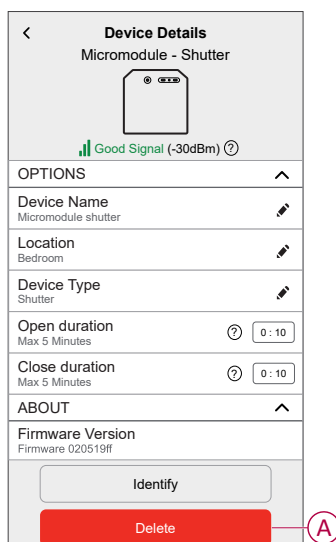 Device Details
Micromodule - Shutter
Good Signal (-30dBm) ?
OPTIONS
Device Name
Micromodule shutter
Location
Bedroom
Device Type
Shutter
Open duration
Max 5 Minutes
? 0 : 10
Close duration
Max 5 Minutes
? 0 : 10
ABOUT
Firmware Version
Firmware 020519ff
Identify
Delete
A